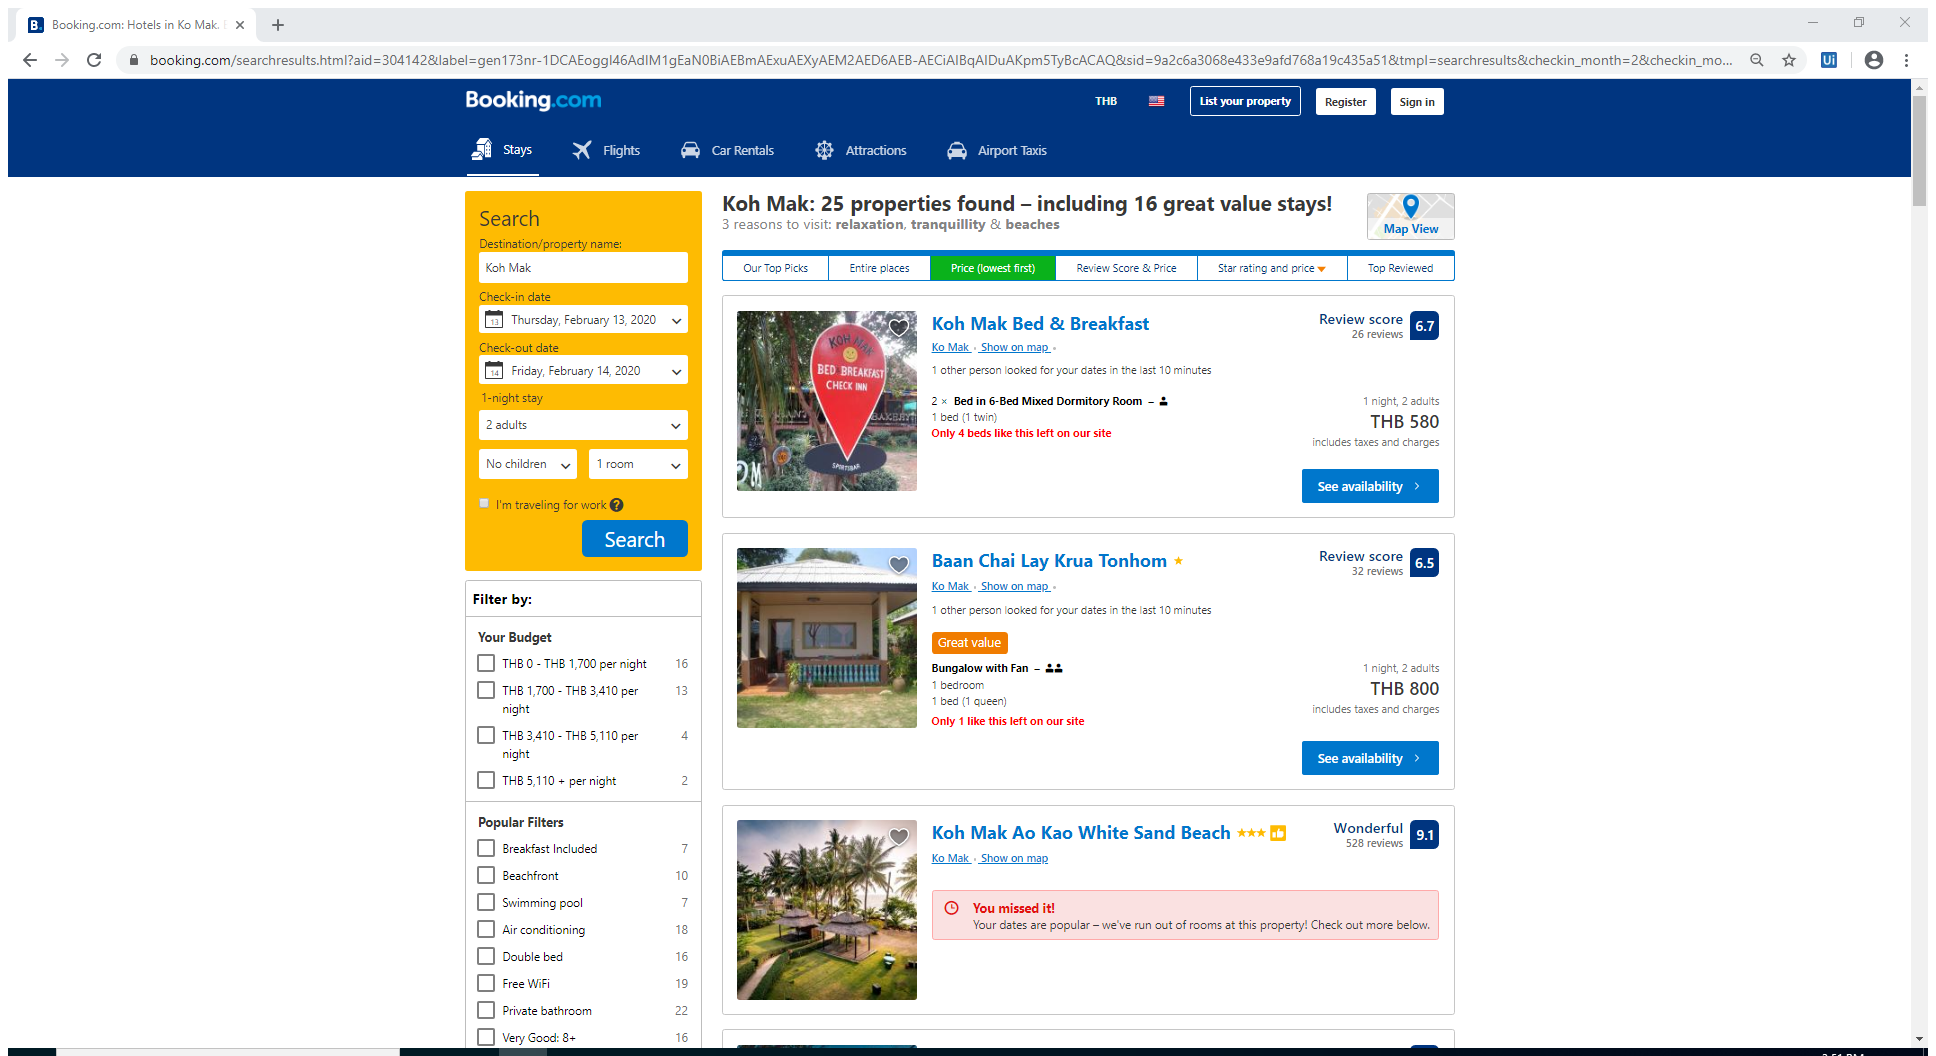 B. Booking.com: Hotels in Ko Mak.
booking.com/searchresults.html?aid=304142&label=gen173nr-1DCAEoggI46AdIM1gEaN0BiAEBmAExuAEXyAEM2AED6AEB-AECiAIBqAIDuAKpm5TyBcACAQ&sid=9a2c6a3068e433e9afd768a19c435a51&tmpl=searchresults&checkin_month=2&checkin_mo...
Ui
Booking.com
THB
List your property
Register
Sign in
Stays
Flights
Car Rentals
Attractions
Airport Taxis
Search
Destination/property name:
Koh Mak
Check-in date
13 Thursday, February 13, 2020
Check-out date
14 Friday, February 14, 2020
1-night stay
2 adults
No children
1 room
I'm traveling for work ?
Search
Filter by:
Your Budget
THB 0 - THB 1,700 per night 16
THB 1,700 - THB 3,410 per 13
night
THB 3,410 - THB 5,110 per 4
night
THB 5,110 + per night 2
Popular Filters
Breakfast Included 7
Beachfront 10
Swimming pool 7
Air conditioning 18
Double bed 16
Free WiFi 19
Private bathroom 22
Very Good: 8+ 16
Koh Mak: 25 properties found – including 16 great value stays!
3 reasons to visit: relaxation, tranquillity & beaches
Map View
Our Top Picks
Entire places
Price (lowest first)
Review Score & Price
Star rating and price
Top Reviewed
KOH MAK
BED BREAKFAST
CHECK INN
BAKERY
SPORTSBAR
Koh Mak Bed & Breakfast
Ko Mak · Show on map ·
1 other person looked for your dates in the last 10 minutes
2 × Bed in 6-Bed Mixed Dormitory Room –
1 bed (1 twin)
Only 4 beds like this left on our site
Review score 6.7
26 reviews
1 night, 2 adults
THB 580
includes taxes and charges
See availability
Baan Chai Lay Krua Tonhom
Ko Mak · Show on map ·
1 other person looked for your dates in the last 10 minutes
Great value
Bungalow with Fan –
1 bedroom
1 bed (1 queen)
Only 1 like this left on our site
Review score 6.5
32 reviews
1 night, 2 adults
THB 800
includes taxes and charges
See availability
Koh Mak Ao Kao White Sand Beach
Ko Mak · Show on map
Wonderful 9.1
528 reviews
You missed it!
Your dates are popular – we've run out of rooms at this property! Check out more below.